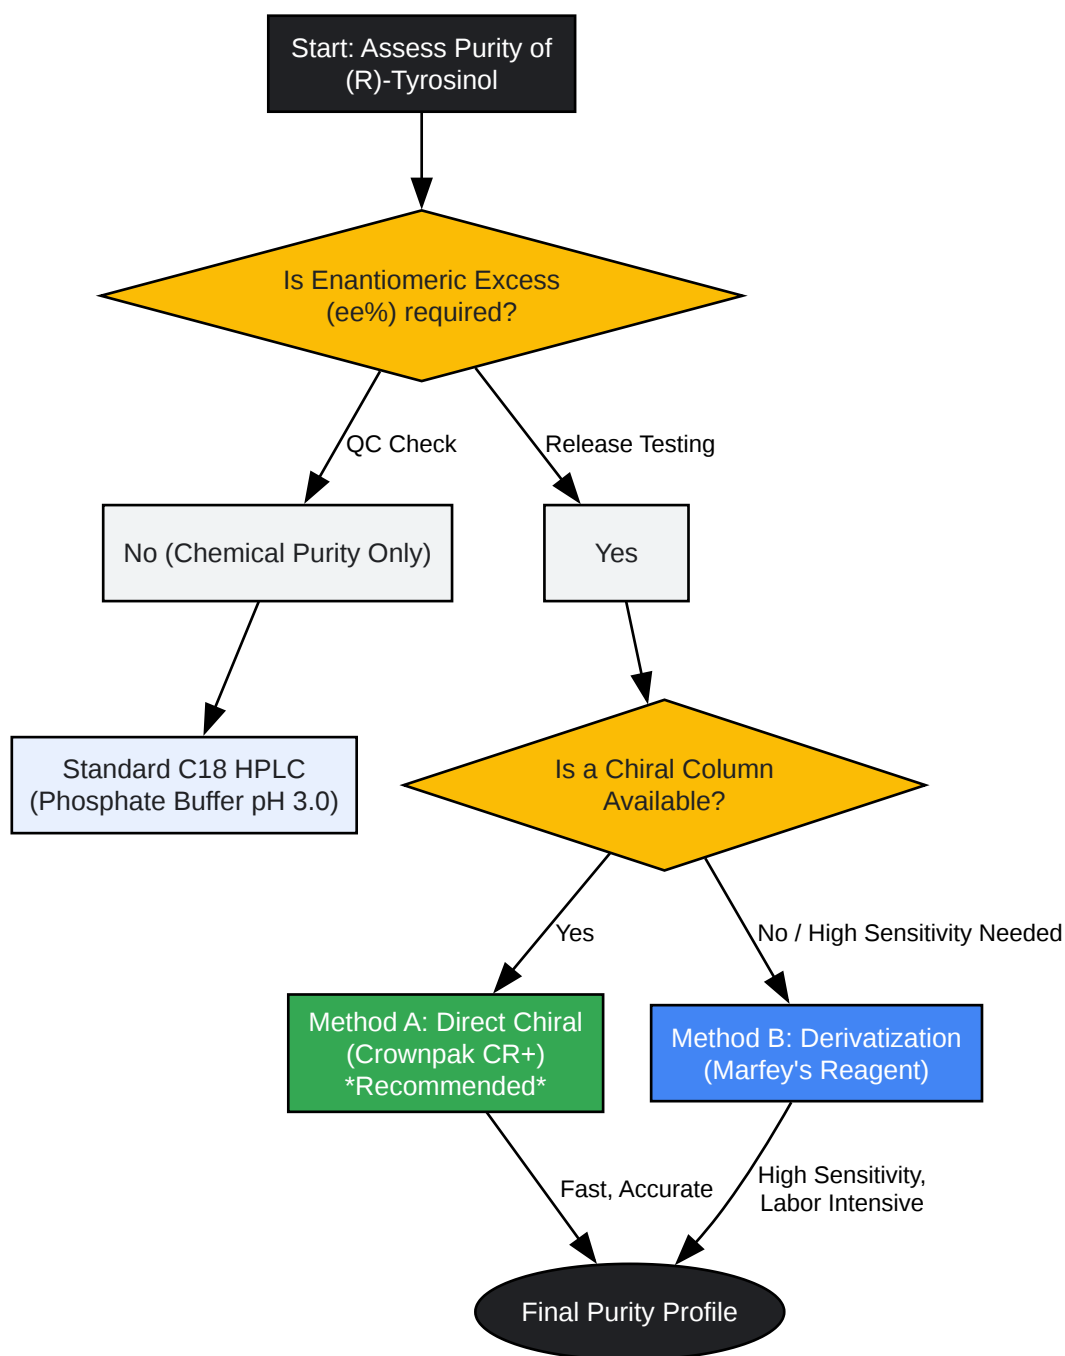 Start: Assess Purity of
(R)-Tyrosinol
Is Enantiomeric Excess
(ee%) required?
QC Check
Release Testing
No (Chemical Purity Only)
Yes
Standard C18 HPLC
(Phosphate Buffer pH 3.0)
Is a Chiral Column
Available?
Yes
No / High Sensitivity Needed
Method A: Direct Chiral
(Crownpak CR+)
*Recommended*
Method B: Derivatization
(Marfey's Reagent)
Fast, Accurate
High Sensitivity,
Labor Intensive
Final Purity Profile